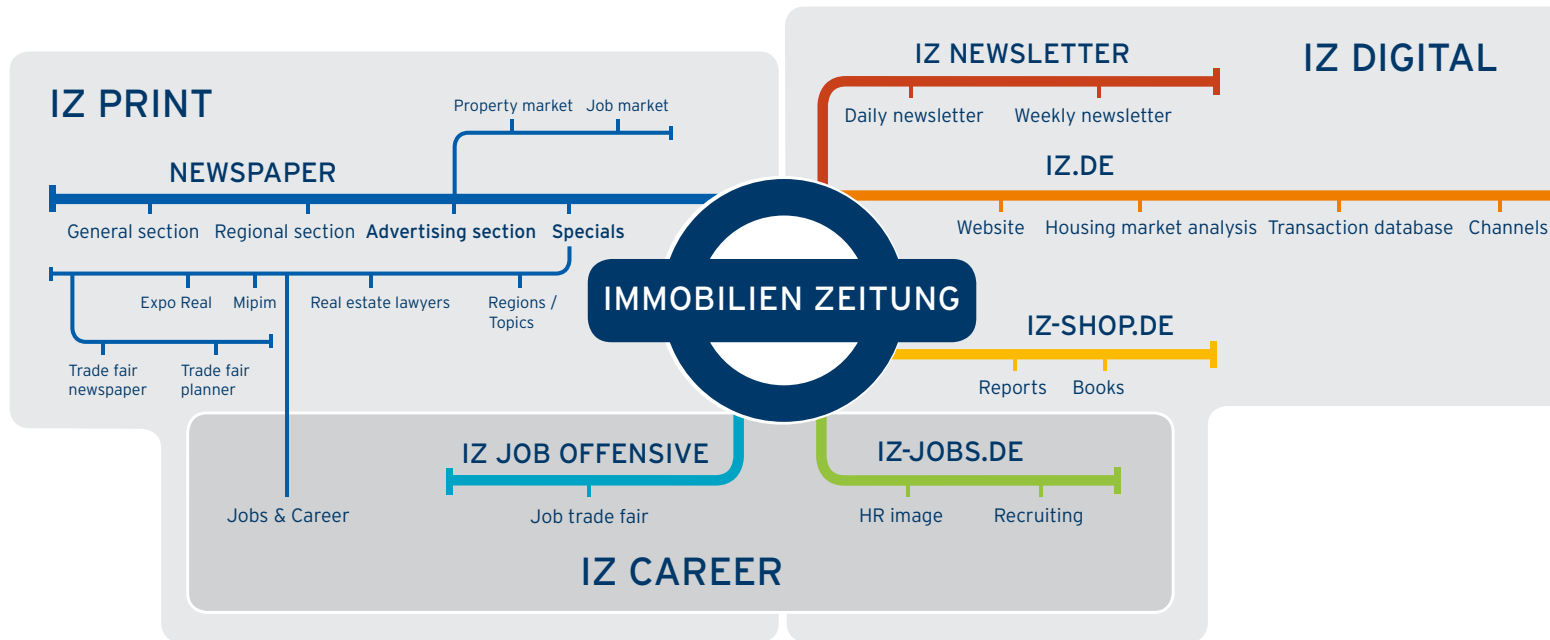 IZ PRINT
Property market
Job market
NEWSPAPER
General section
Regional section
Advertising section
Specials
Expo Real
Mipim
Real estate lawyers
Regions /
Topics
Trade fair
newspaper
Trade fair
planner
IMMOBILIEN ZEITUNG
IZ DIGITAL
IZ NEWSLETTER
Daily newsletter
Weekly newsletter
IZ.DE
Website
Housing market analysis
Transaction database
Channels
IZ-SHOP.DE
Reports
Books
IZ JOB OFFENSIVE
Job trade fair
Jobs & Career
IZ-JOBS.DE
HR image
Recruiting
IZ CAREER